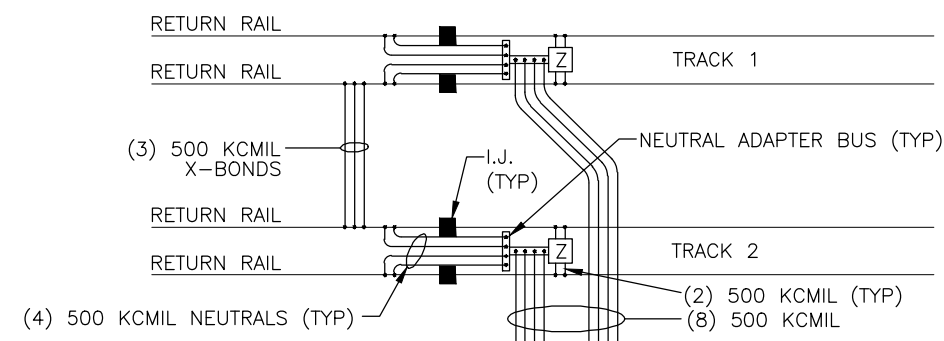 RETURN RAIL
Z
TRACK 1
RETURN RAIL
(3) 500 KCMIL
X-BONDS
I.J.
(TYP)
NEUTRAL ADAPTER BUS (TYP)
RETURN RAIL
Z
TRACK 2
RETURN RAIL
(2) 500 KCMIL (TYP)
(4) 500 KCMIL NEUTRALS (TYP)
(8) 500 KCMIL